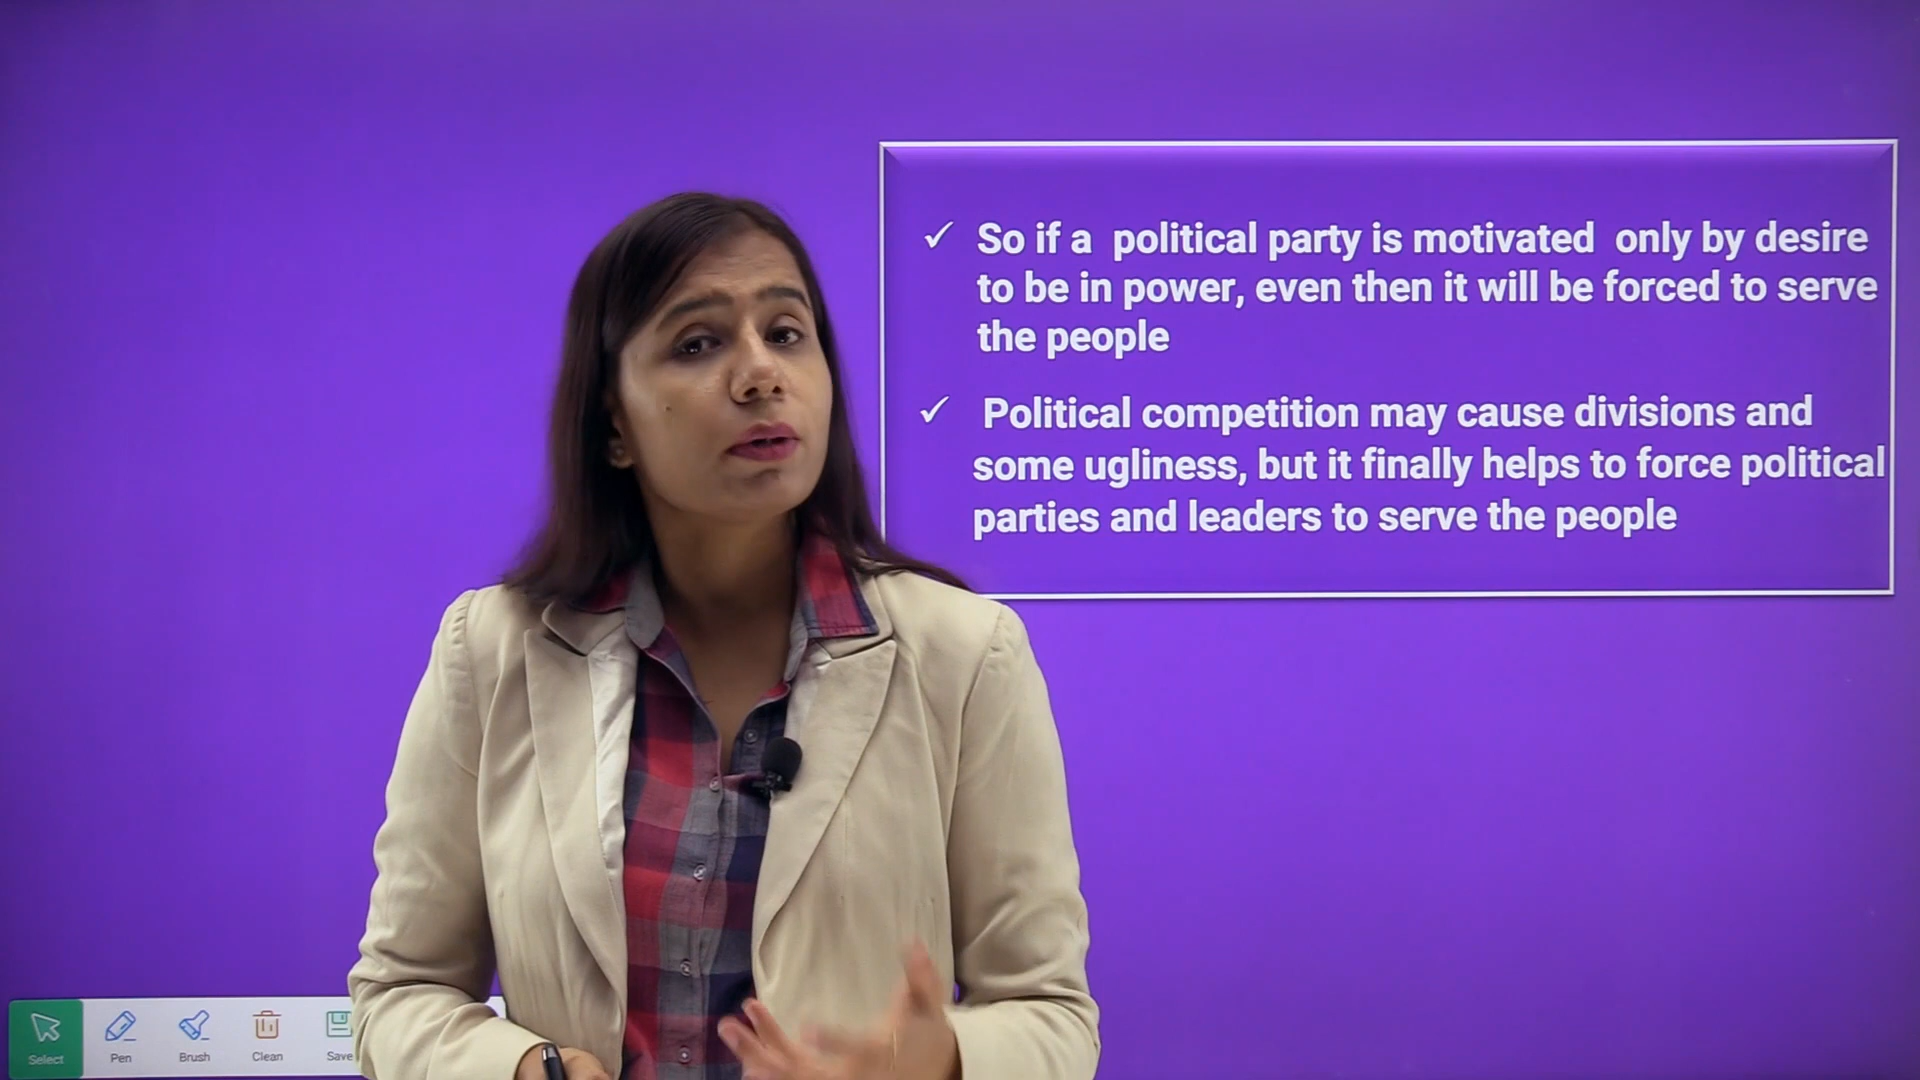 ✓ So if a political party is motivated only by desire
to be in power, even then it will be forced to serve
the people
✓ Political competition may cause divisions and
some ugliness, but it finally helps to force political
parties and leaders to serve the people
Select Pen Brush Clean Save